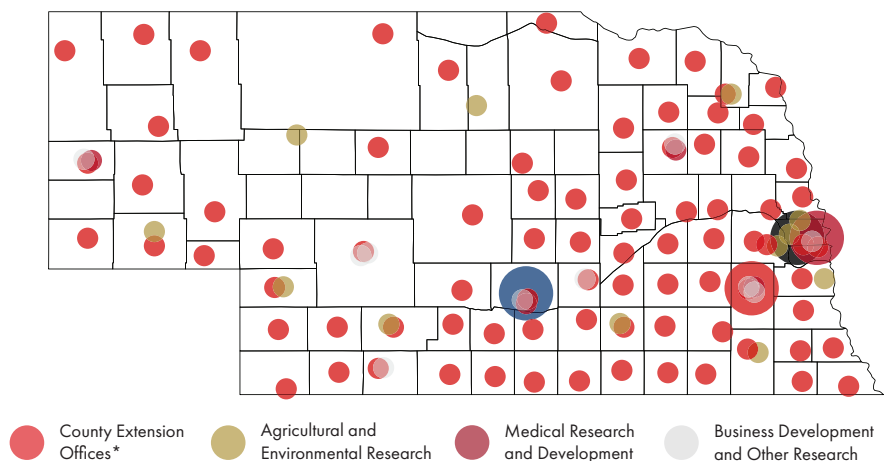 County Extension
Offices*
Agricultural and
Environmental Research
Medical Research
and Development
Business Development
and Other Research